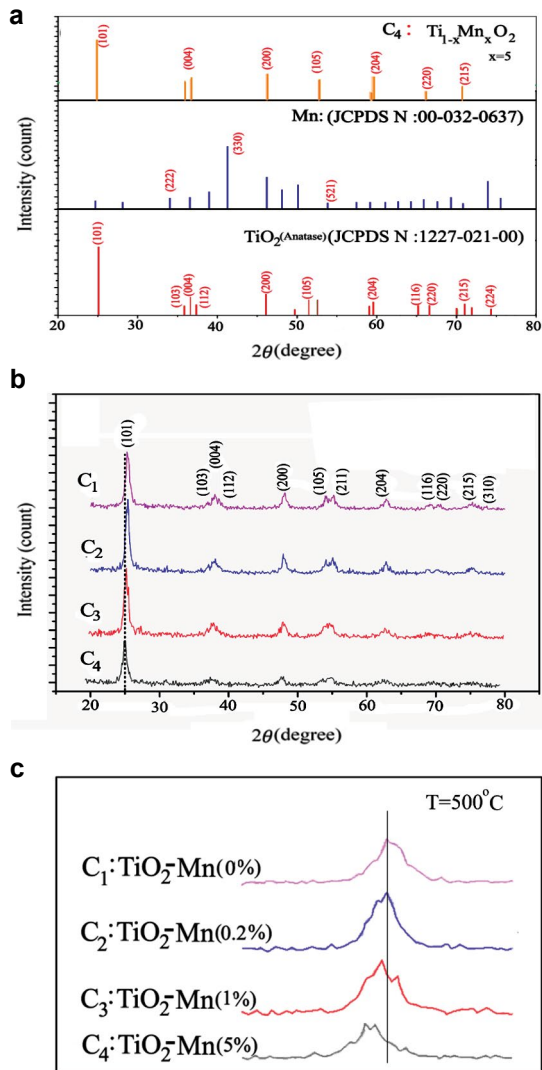 a
C4 : Ti1-xMnxO2
x=5
(101)
(004)
(200)
(105)
(204)
(220)
(215)
Mn: (JCPDS N :00-032-0637)
(222)
(330)
(521)
TiO2(Anatase)(JCPDS N :1227-021-00)
(101)
(103)
(004)
(112)
(200)
(105)
(204)
(116)
(220)
(215)
(224)
Intensity (count)
20 30 40 50 60 70 80
2θ(degree)
b
(101)
(103)
(004)
(112)
(200)
(105)
(211)
(204)
(116)
(220)
(215)
(310)
C1
C2
C3
C4
Intensity (count)
20 30 40 50 60 70 80
2θ(degree)
c
T=500°C
C1:TiO2-Mn(0%)
C2:TiO2-Mn(0.2%)
C3:TiO2-Mn(1%)
C4:TiO2-Mn(5%)